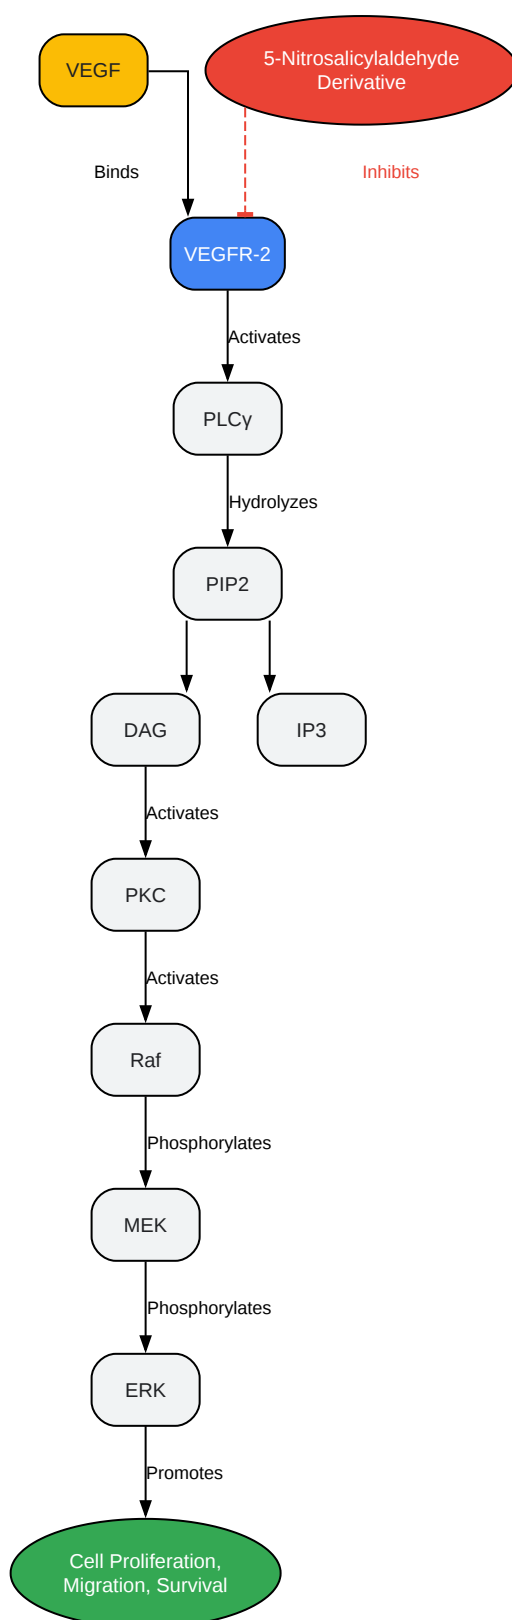 VEGF
5-Nitrosalicylaldehyde
Derivative
Binds
Inhibits
VEGFR-2
Activates
PLCγ
Hydrolyzes
PIP2
DAG
IP3
Activates
PKC
Activates
Raf
Phosphorylates
MEK
Phosphorylates
ERK
Promotes
Cell Proliferation,
Migration, Survival